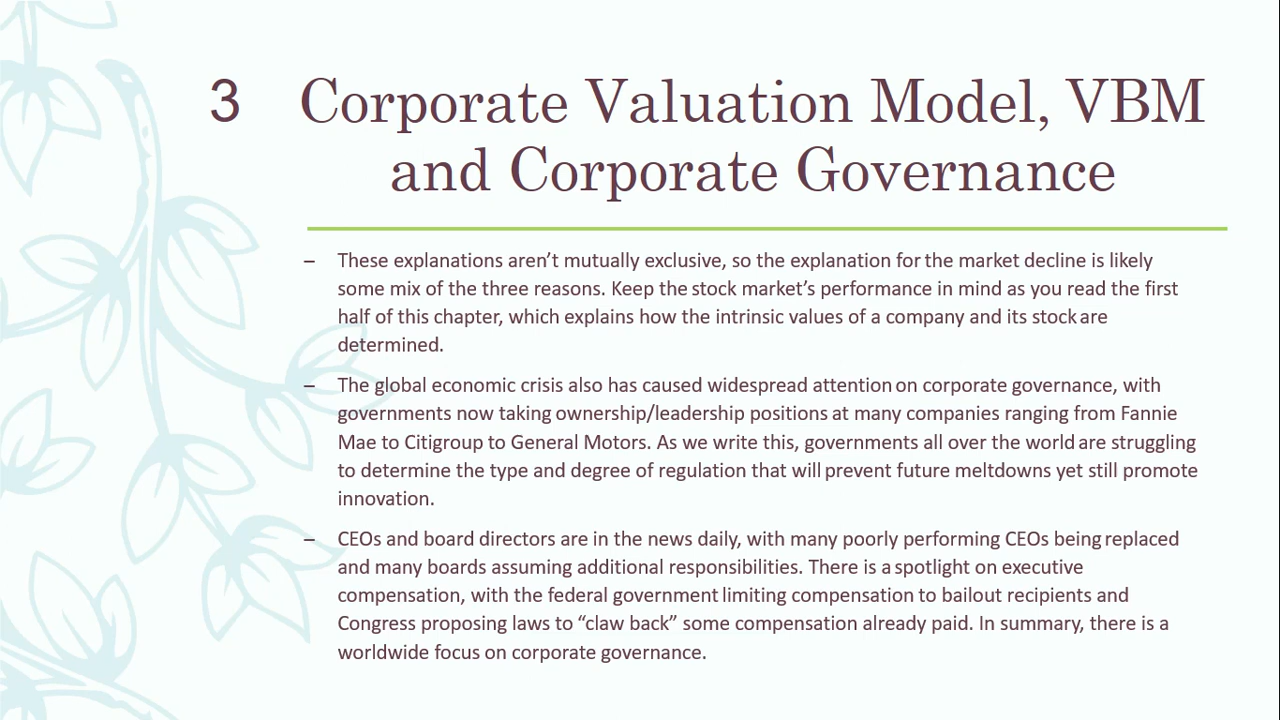 3 Corporate Valuation Model, VBM
and Corporate Governance
– These explanations aren’t mutually exclusive, so the explanation for the market decline is likely
some mix of the three reasons. Keep the stock market’s performance in mind as you read the first
half of this chapter, which explains how the intrinsic values of a company and its stock are
determined.
– The global economic crisis also has caused widespread attention on corporate governance, with
governments now taking ownership/leadership positions at many companies ranging from Fannie
Mae to Citigroup to General Motors. As we write this, governments all over the world are struggling
to determine the type and degree of regulation that will prevent future meltdowns yet still promote
innovation.
– CEOs and board directors are in the news daily, with many poorly performing CEOs being replaced
and many boards assuming additional responsibilities. There is a spotlight on executive
compensation, with the federal government limiting compensation to bailout recipients and
Congress proposing laws to “claw back” some compensation already paid. In summary, there is a
worldwide focus on corporate governance.